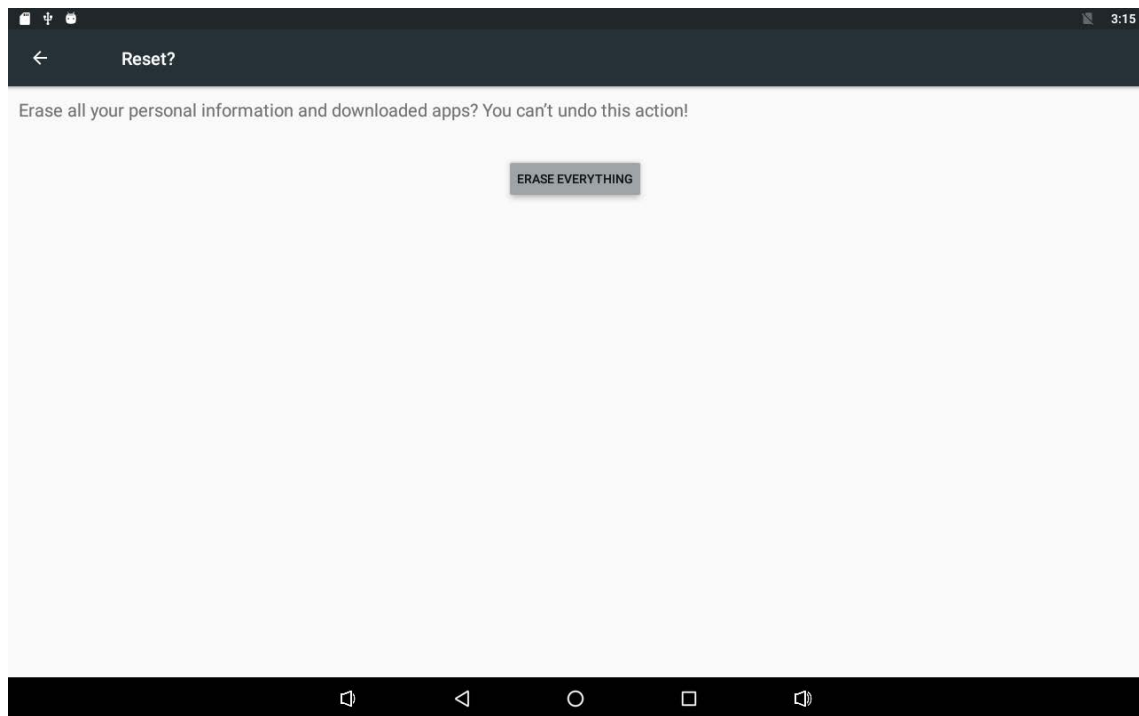 3:15
Reset?
Erase all your personal information and downloaded apps? You can't undo this action!
ERASE EVERYTHING